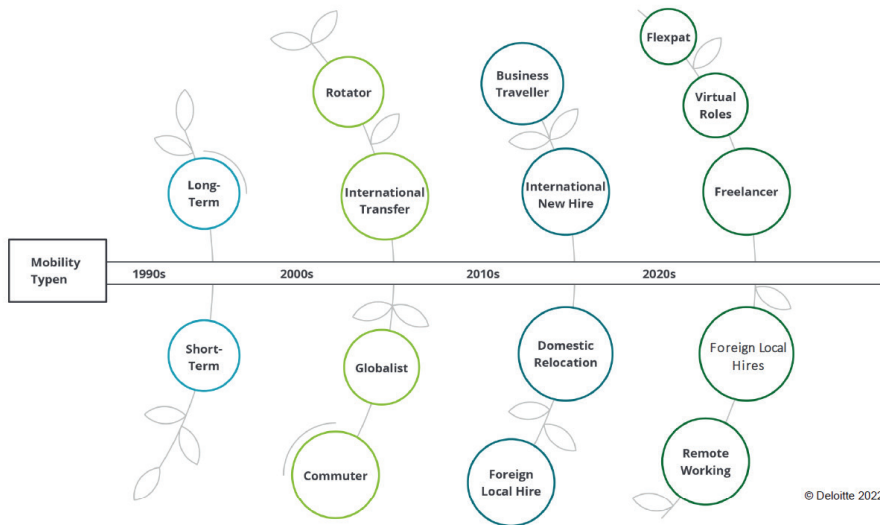 Flexpat
Business
Traveller
Rotator
Virtual
Roles
Long-
Term
International
Transfer
International
New Hire
Freelancer
Mobility
Typen
1990s
2000s
2010s
2020s
Short-
Term
Globalist
Domestic
Relocation
Foreign Local
Hires
Commuter
Foreign
Local Hire
Remote
Working
© Deloitte 2022